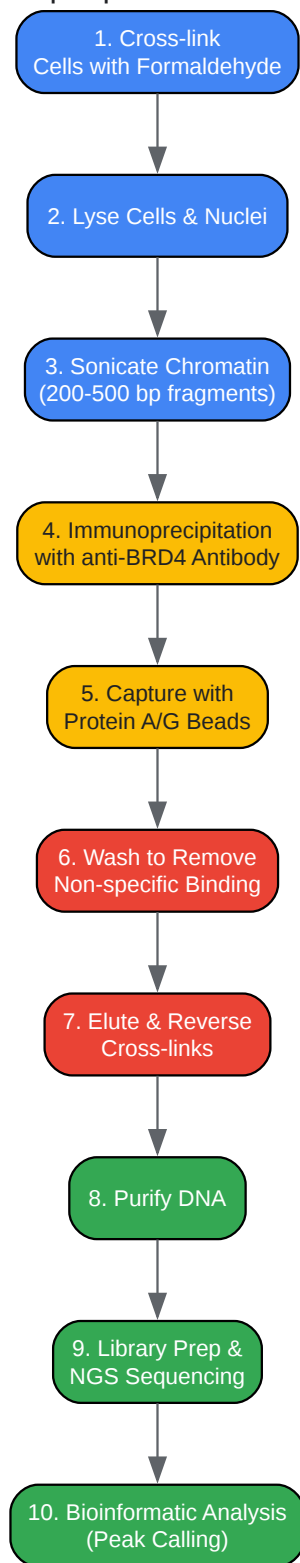 1. Cross-link
Cells with Formaldehyde
2. Lyse Cells & Nuclei
3. Sonicate Chromatin
(200-500 bp fragments)
4. Immunoprecipitation
with anti-BRD4 Antibody
5. Capture with
Protein A/G Beads
6. Wash to Remove
Non-specific Binding
7. Elute & Reverse
Cross-links
8. Purify DNA
9. Library Prep &
NGS Sequencing
10. Bioinformatic Analysis
(Peak Calling)